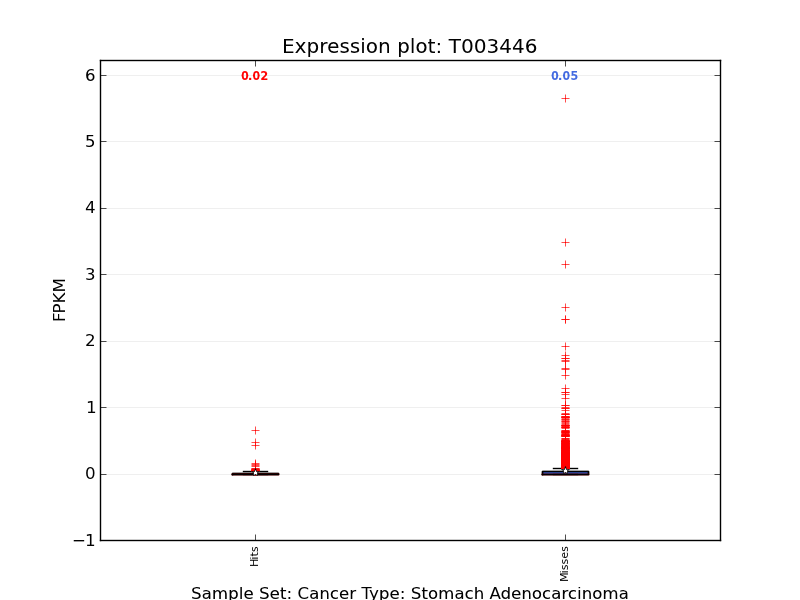 Expression plot: T003446
0.02
0.05
6
5
4
3
2
1
0
−1
FPKM
Hits
Misses
Sample Set: Cancer Type: Stomach Adenocarcinoma